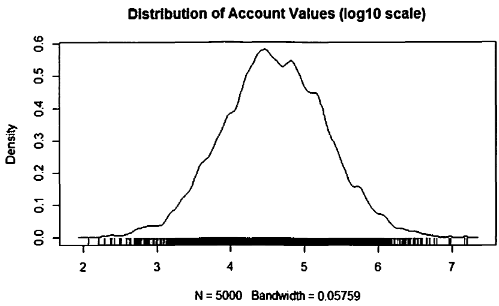 Distribution of Account Values (log10 scale)
0.6
0.5
0.4
0.3
0.2
0.1
0.0
Density
2 3 4 5 6 7
N = 5000 Bandwidth = 0.05759